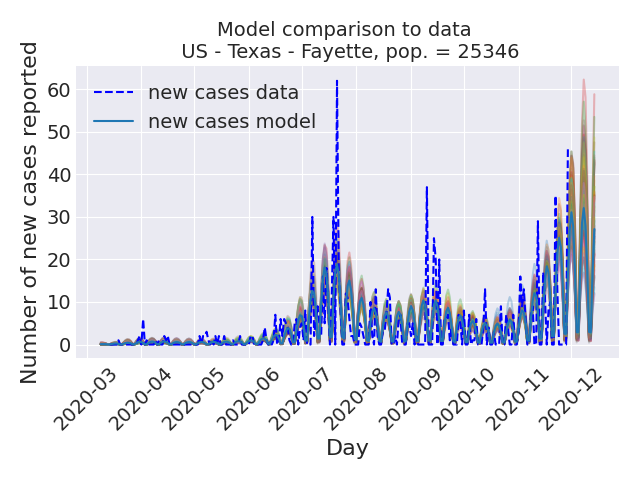 Model comparison to data
US - Texas - Fayette, pop. = 25346
Number of new cases reported
60
50
40
30
20
10
0
new cases data
new cases model
2020-03
2020-04
2020-05
2020-06
2020-07
2020-08
2020-09
2020-10
2020-11
2020-12
Day